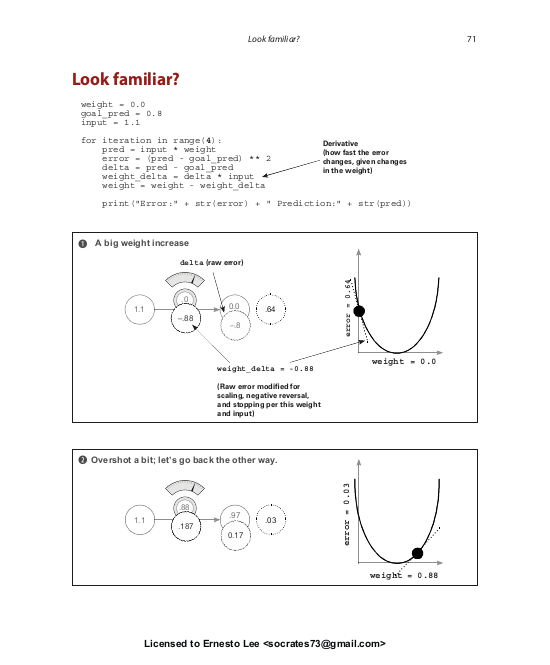 Look familiar?
71
Look familiar?
weight = 0.0
goal_pred = 0.8
input = 1.1
for iteration in range(4):
pred = input * weight
error = (pred - goal_pred) ** 2
delta = pred - goal_pred
weight_delta = delta * input
weight = weight - weight_delta
print("Error:" + str(error) + " Prediction:" + str(pred))
Derivative
(how fast the error
changes, given changes
in the weight)
1 A big weight increase
delta (raw error)
1.1
.0
–.88
0.0
–.8
.64
error = 0.64
weight = 0.0
weight_delta = -0.88
(Raw error modified for
scaling, negative reversal,
and stopping per this weight
and input)
2 Overshot a bit; let's go back the other way.
1.1
.88
.187
.97
0.17
.03
error = 0.03
weight = 0.88
Licensed to Ernesto Lee <socrates73@gmail.com>